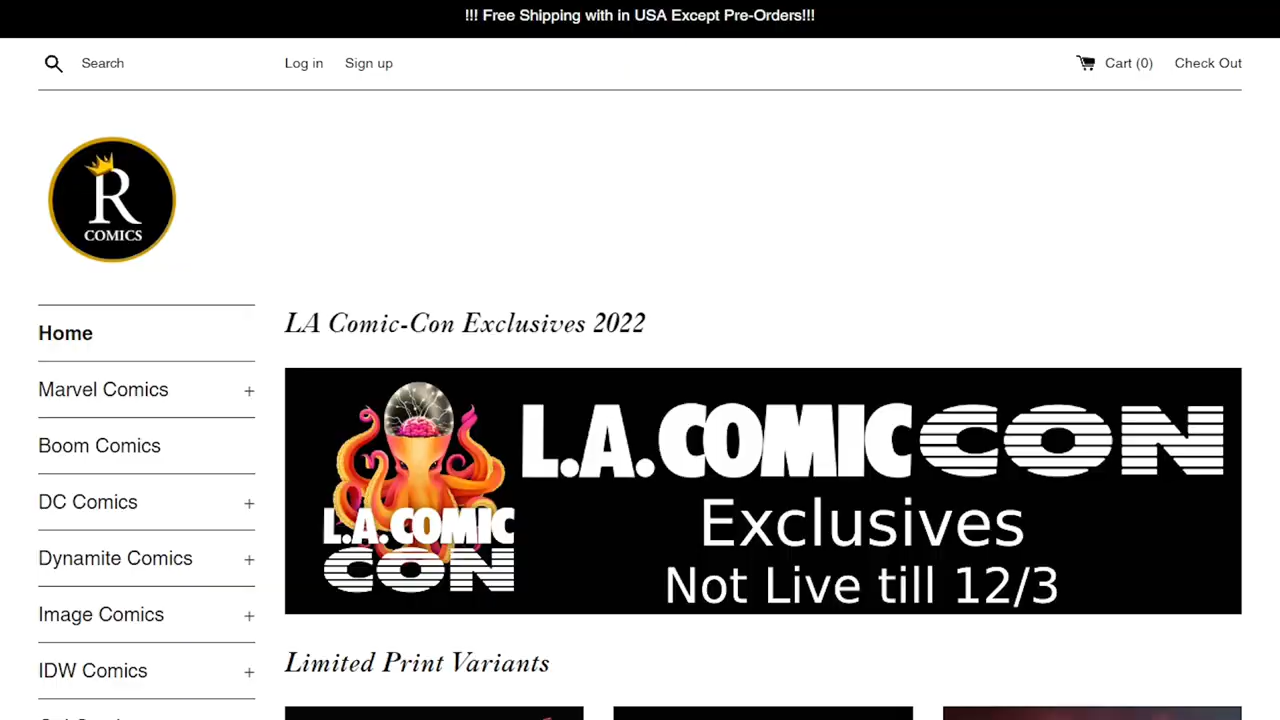 !!! Free Shipping with in USA Except Pre-Orders!!!
Search
Log in
Sign up
Cart (0)
Check Out
R
COMICS
Home
Marvel Comics +
Boom Comics
DC Comics +
Dynamite Comics +
Image Comics +
IDW Comics +
LA Comic-Con Exclusives 2022
L.A.COMIC
CON
L.A.COMICCON
Exclusives
Not Live till 12/3
Limited Print Variants